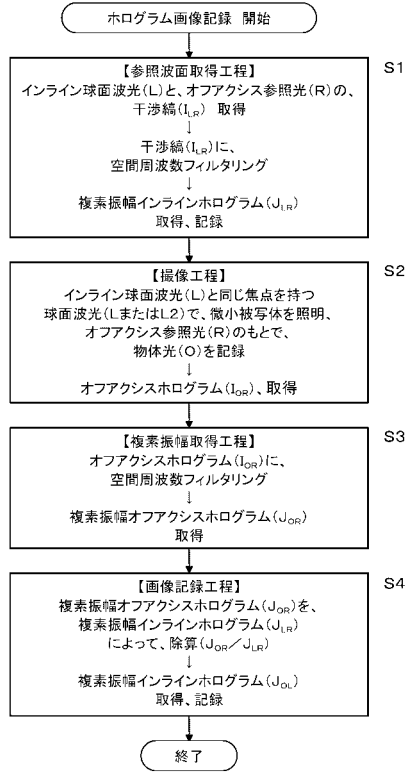 ホログラム画像記録 開始
S1
【参照波面取得工程】
インライン球面波光(L)と、オフアクシス参照光(R)の、
干渉縞(I_LR) 取得
↓
干渉縞(I_LR)に、
空間周波数フィルタリング
↓
複素振幅インラインホログラム(J_LR)
取得、記録
S2
【撮像工程】
インライン球面波光(L)と同じ焦点を持つ
球面波光(LまたはL2)で、微小被写体を照明、
オフアクシス参照光(R)のもとで、
物体光(O)を記録
↓
オフアクシスホログラム(I_OR)、取得
S3
【複素振幅取得工程】
オフアクシスホログラム(I_OR)に、
空間周波数フィルタリング
↓
複素振幅オフアクシスホログラム(J_OR)
取得
S4
【画像記録工程】
複素振幅オフアクシスホログラム(J_OR)を、
複素振幅インラインホログラム(J_LR)
によって、除算(J_OR/J_LR)
↓
複素振幅インラインホログラム(J_OL)
取得、記録
終了